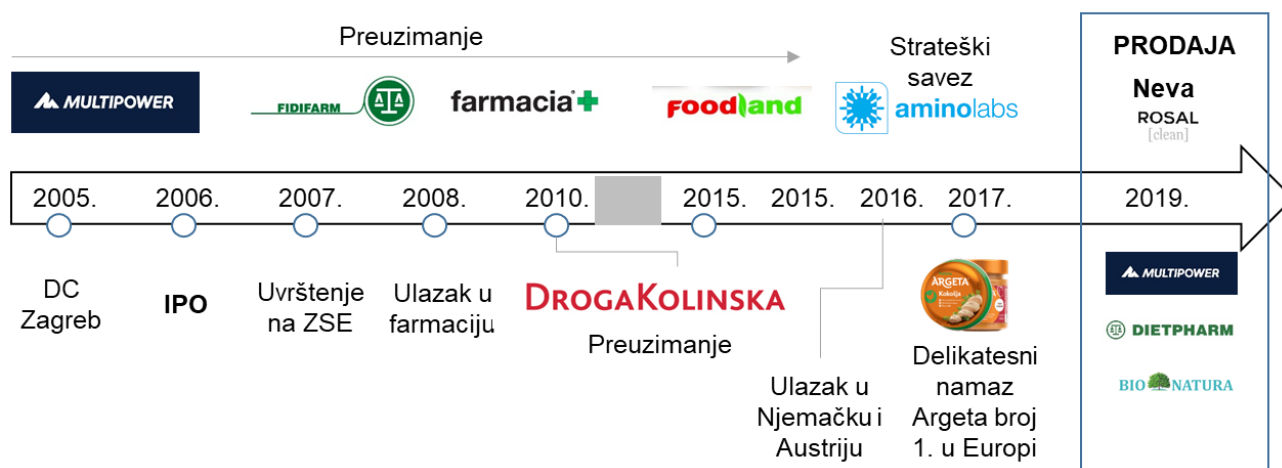 Preuzimanje
Strateški
savez
PRODAJA
MULTIPOWER
FIDIFARM
farmacia+
foodland
aminolabs
Neva
ROSAL
[clean]
2005.
2006.
2007.
2008.
2010.
2015.
2015.
2016.
2017.
2019.
DC
Zagreb
IPO
Uvrštenje
na ZSE
Ulazak u
farmaciju
DROGAKOLINSKA
Preuzimanje
Ulazak u
Njemačku i
Austriju
ARGETA
Kokošja
Delikatesni
namaz
Argeta broj
1. u Europi
MULTIPOWER
DIETPHARM
BIO NATURA